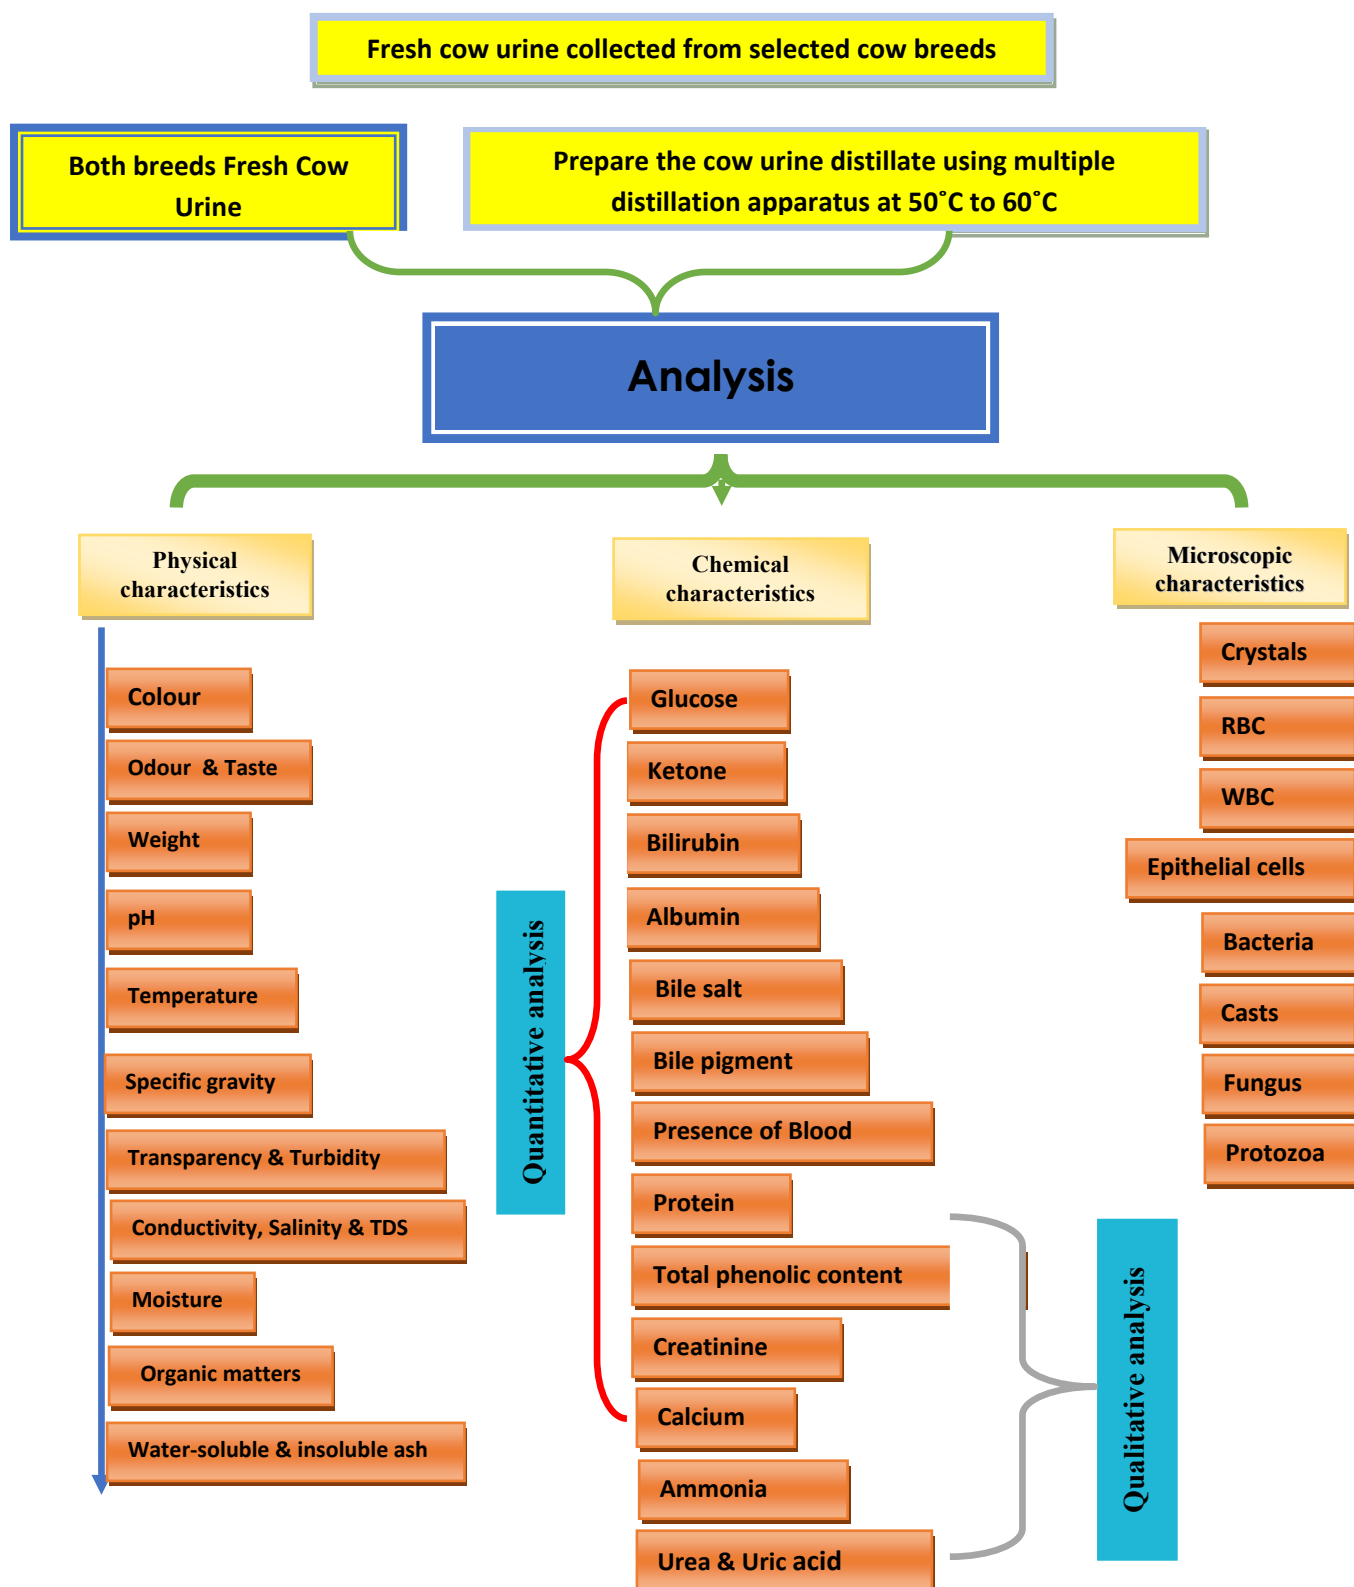 Fresh cow urine collected from selected cow breeds
Both breeds Fresh Cow
Urine
Prepare the cow urine distillate using multiple
distillation apparatus at 50˚C to 60˚C
Analysis
Physical
characteristics
Colour
Odour & Taste
Weight
pH
Temperature
Specific gravity
Transparency & Turbidity
Conductivity, Salinity & TDS
Moisture
Organic matters
Water-soluble & insoluble ash
Chemical
characteristics
Quantitative analysis
Glucose
Ketone
Bilirubin
Albumin
Bile salt
Bile pigment
Presence of Blood
Protein
Total phenolic content
Creatinine
Calcium
Ammonia
Urea & Uric acid
Qualitative analysis
Microscopic
characteristics
Crystals
RBC
WBC
Epithelial cells
Bacteria
Casts
Fungus
Protozoa